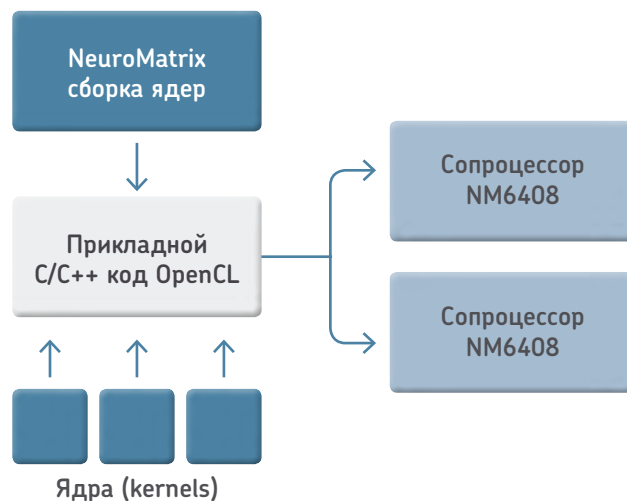 NeuroMatrix
сборка ядер
Прикладной
С/С++ код OpenCL
Ядра (kernels)
Сопроцессор
NM6408
Сопроцессор
NM6408